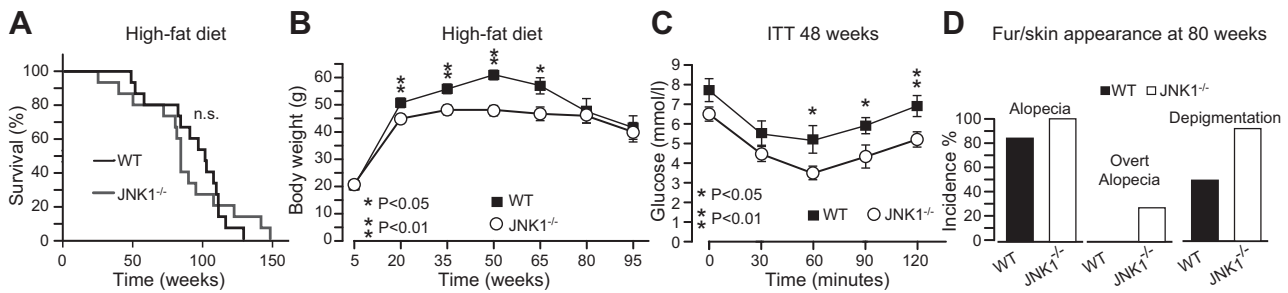 A
High-fat diet
Survival (%)
100
80
60
40
20
0
n.s.
WT
JNK1-/-
0 50 100 150
Time (weeks)
B
High-fat diet
Body weight (g)
60
50
40
30
20
10
0
*
*
*
*
*
*
*
* P<0.05
*
* P<0.01
WT
JNK1-/-
5 20 35 50 65 80 95
Time (weeks)
C
ITT 48 weeks
Glucose (mmol/l)
9
8
7
6
5
4
3
2
1
0
* * *
*
* P<0.05
*
* P<0.01
WT JNK1-/-
0 30 60 90 120
Time (minutes)
D
Fur/skin appearance at 80 weeks
WT JNK1-/-
Alopecia
Overt
Alopecia
Depigmentation
Incidence %
100
80
60
40
20
0
WT JNK1-/- WT JNK1-/- WT JNK1-/-